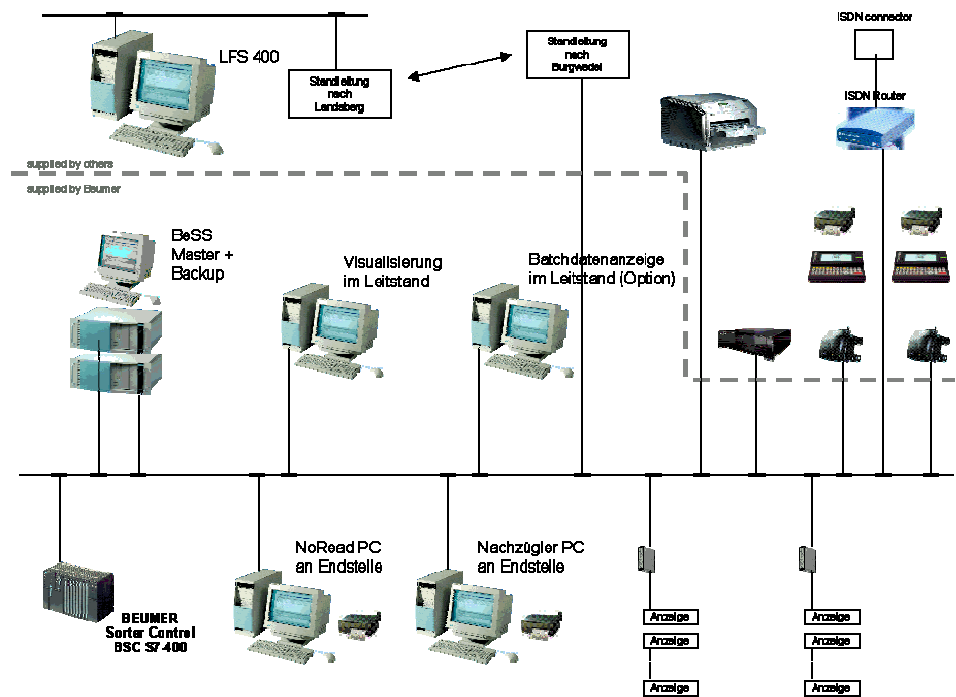 LFS 400
Standleitung
nach
Landsberg
Standleitung
nach
Burgwedel
ISDN connector
ISDN Router
supplied by others
supplied by Beumer
BeSS
Master +
Backup
Visualisierung
im Leitstand
Batchdatenanzeige
im Leitstand (Option)
NoRead PC
an Endstelle
Nachzügler PC
an Endstelle
BEUMER
Sorter Control
BSC S7-400
Anzeige
Anzeige
Anzeige
Anzeige
Anzeige
Anzeige